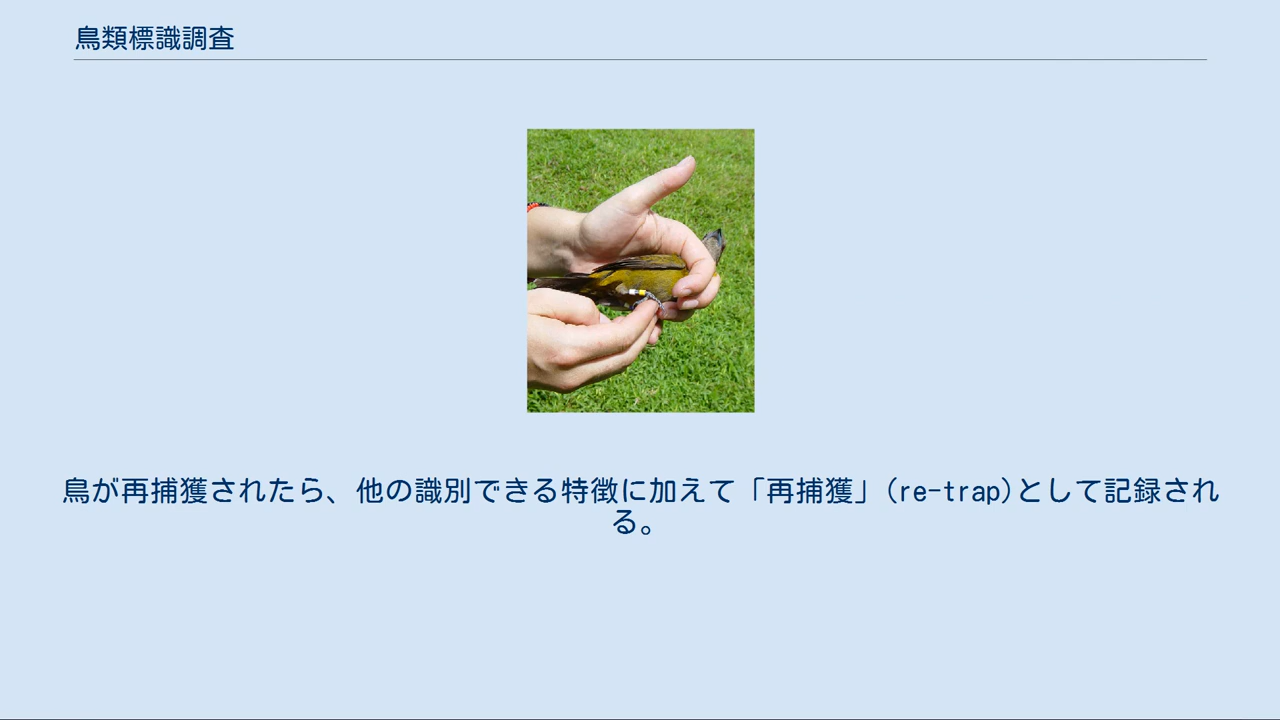 鳥類標識調査
鳥が再捕獲されたら、他の識別できる特徴に加えて「再捕獲」(re-trap)として記録され
る。